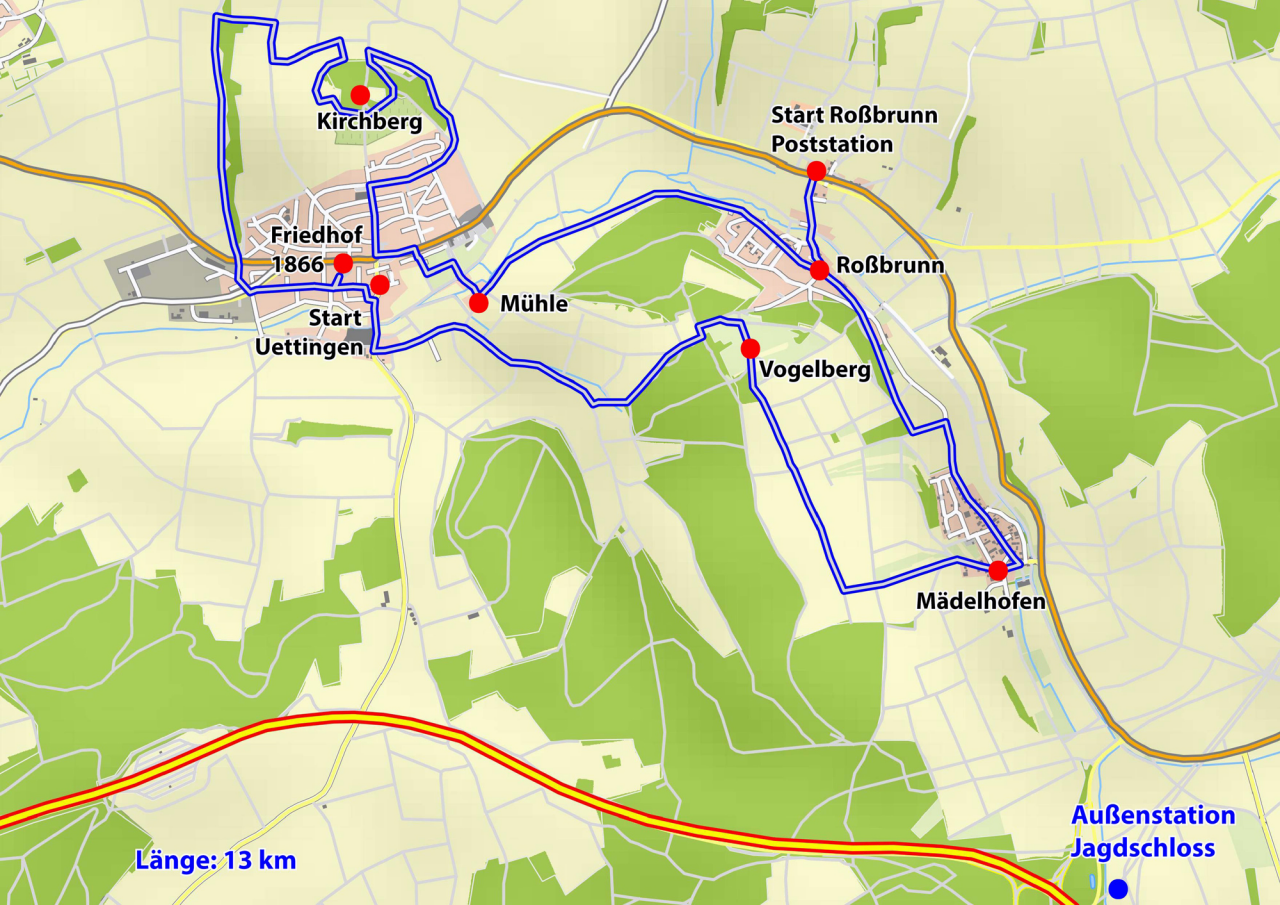 Start Roßbrunn
Poststation
Kirchberg
Friedhof
1866
Roßbrunn
Mühle
Start
Uettingen
Vogelberg
Mädelhofen
Außenstation
Jagdschloss
Länge: 13 km